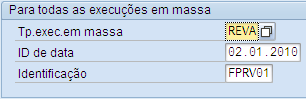 Para todas as execuções em massa
Tp.exec.em massa REVA
ID de data 02.01.2010
Identificação FPRV01